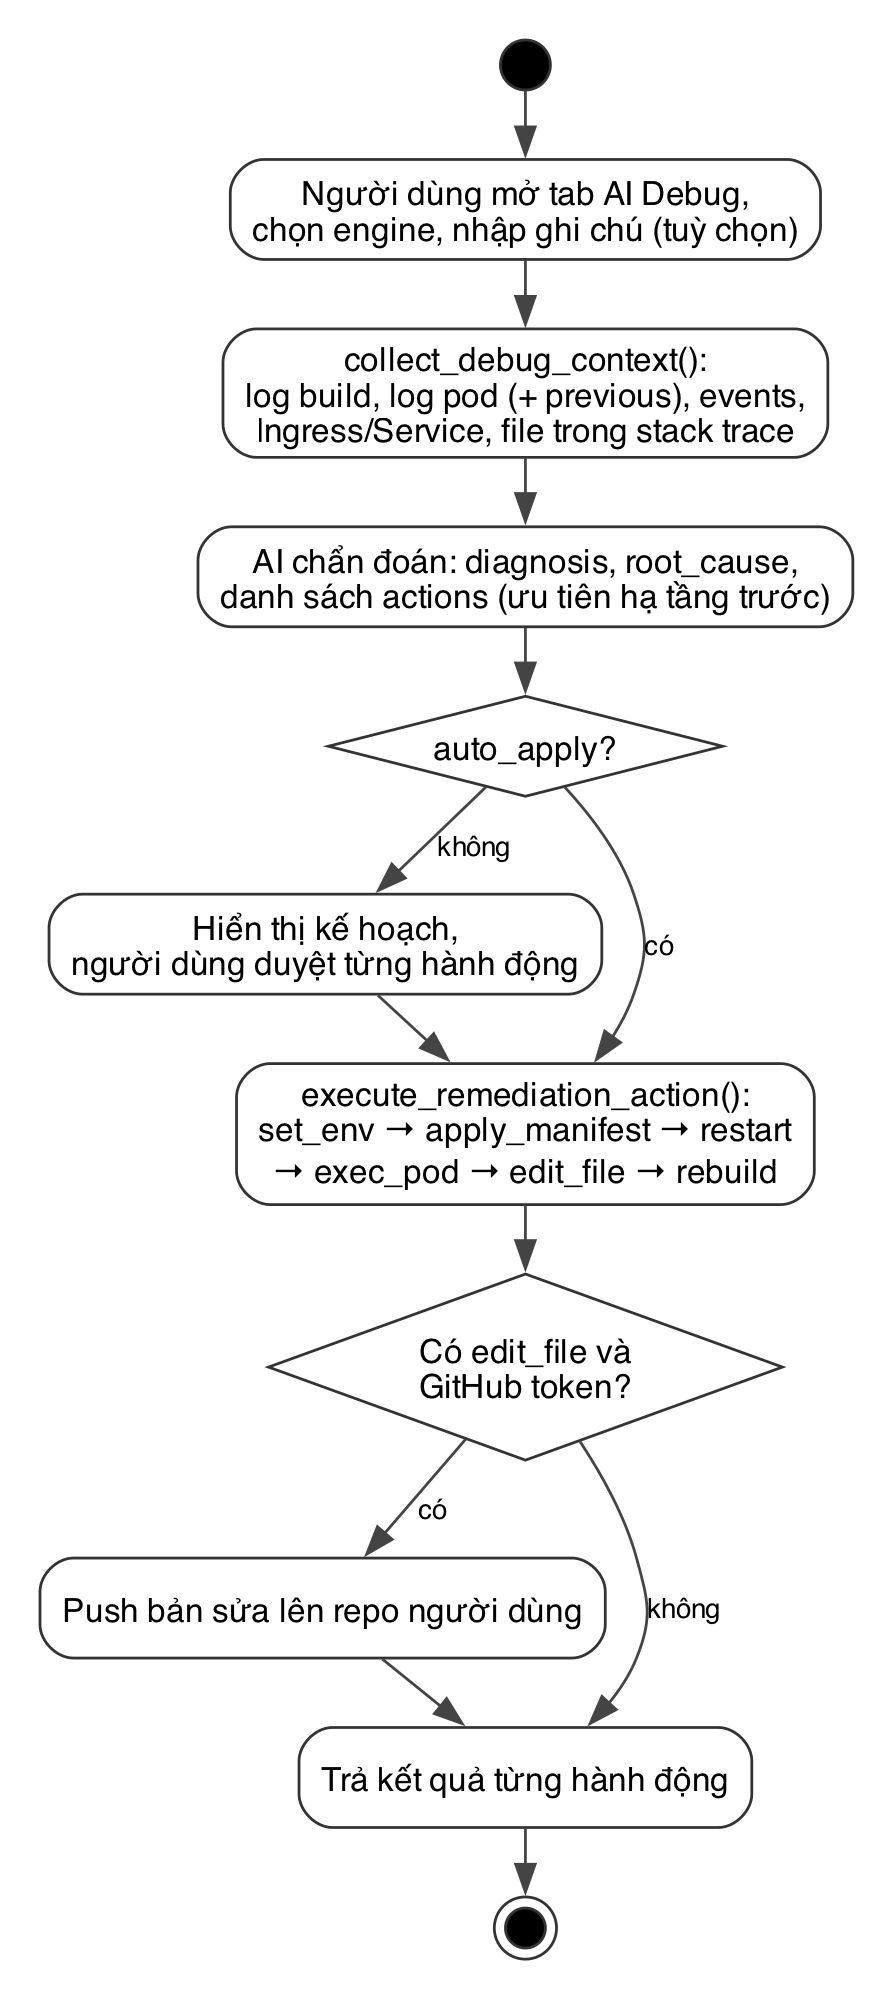 Người dùng mở tab AI Debug,
chọn engine, nhập ghi chú (tuỳ chọn)
collect_debug_context():
log build, log pod (+ previous), events,
Ingress/Service, file trong stack trace
AI chẩn đoán: diagnosis, root_cause,
danh sách actions (ưu tiên hạ tầng trước)
auto_apply?
không
Hiển thị kế hoạch,
người dùng duyệt từng hành động
có
execute_remediation_action():
set_env → apply_manifest → restart
→ exec_pod → edit_file → rebuild
Có edit_file và
GitHub token?
có
Push bản sửa lên repo người dùng
không
Trả kết quả từng hành động